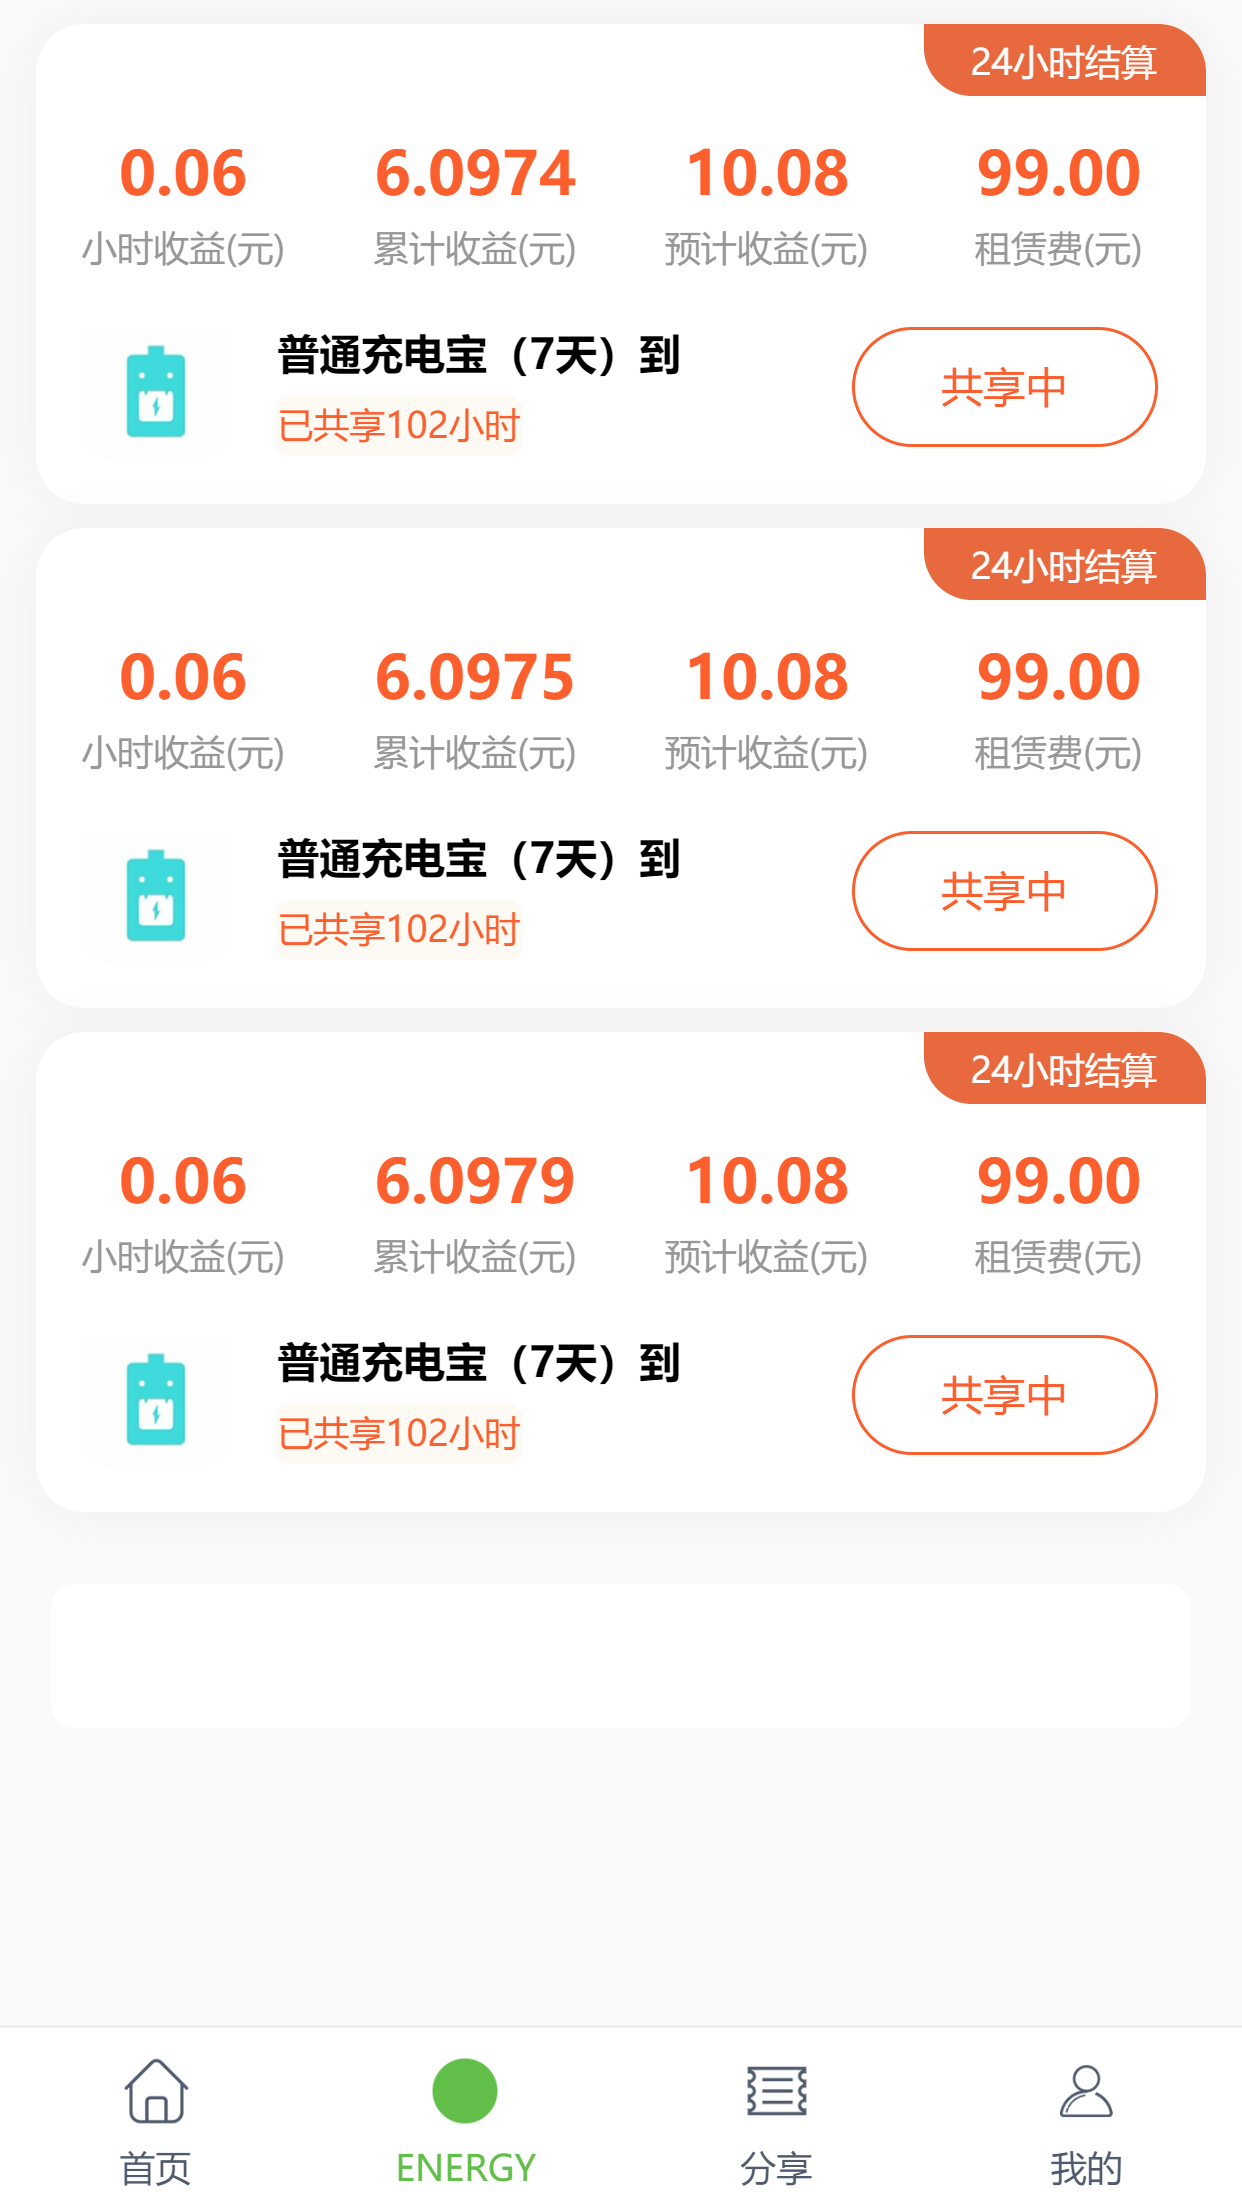 24小时结算
0.06 6.0974 10.08 99.00
小时收益(元) 累计收益(元) 预计收益(元) 租赁费(元)
普通充电宝（7天）到
已共享102小时
共享中
24小时结算
0.06 6.0975 10.08 99.00
小时收益(元) 累计收益(元) 预计收益(元) 租赁费(元)
普通充电宝（7天）到
已共享102小时
共享中
24小时结算
0.06 6.0979 10.08 99.00
小时收益(元) 累计收益(元) 预计收益(元) 租赁费(元)
普通充电宝（7天）到
已共享102小时
共享中
首页 ENERGY 分享 我的